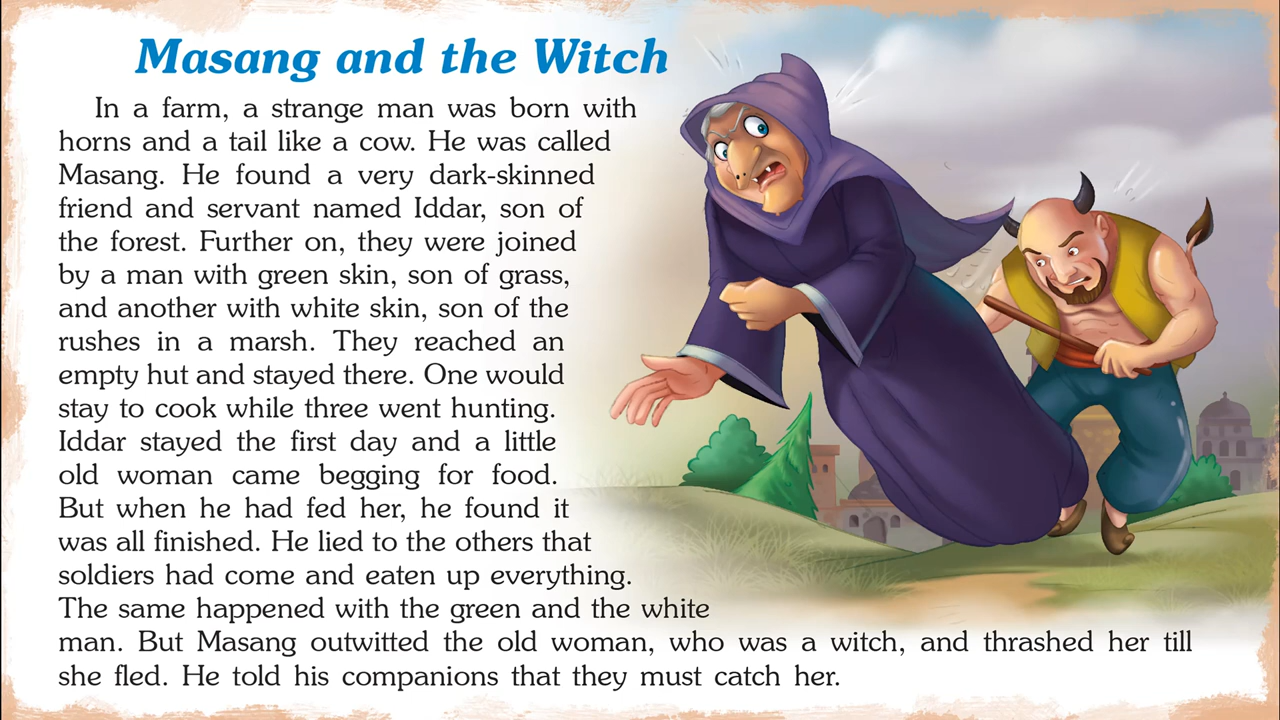 Masang and the Witch
In a farm, a strange man was born with
horns and a tail like a cow. He was called
Masang. He found a very dark-skinned
friend and servant named Iddar, son of
the forest. Further on, they were joined
by a man with green skin, son of grass,
and another with white skin, son of the
rushes in a marsh. They reached an
empty hut and stayed there. One would
stay to cook while three went hunting.
Iddar stayed the first day and a little
old woman came begging for food.
But when he had fed her, he found it
was all finished. He lied to the others that
soldiers had come and eaten up everything.
The same happened with the green and the white
man. But Masang outwitted the old woman, who was a witch, and thrashed her till
she fled. He told his companions that they must catch her.